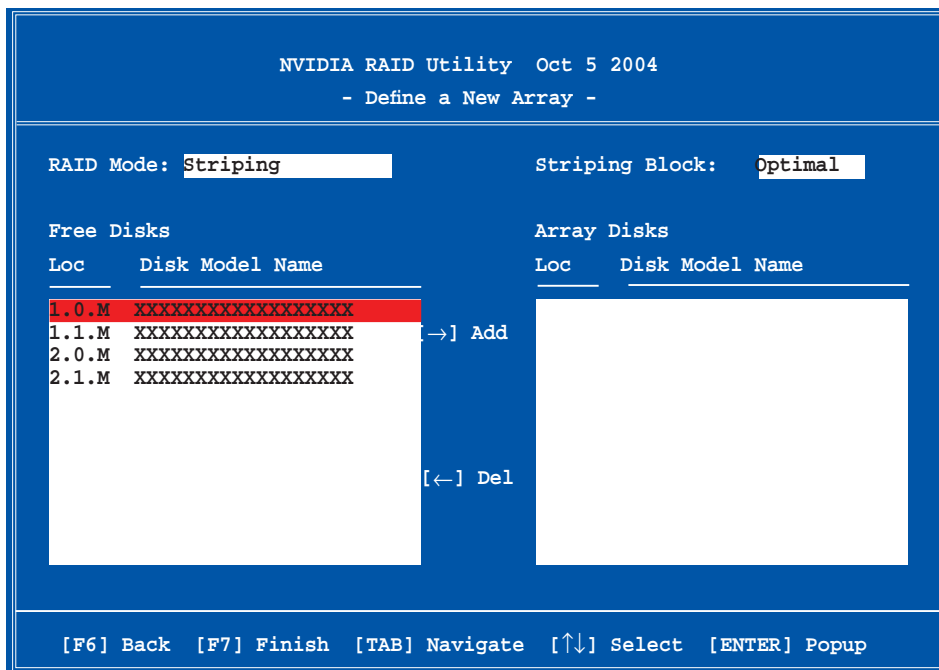 NVIDIA RAID Utility Oct 5 2004
- Define a New Array -
RAID Mode: Striping Striping Block: Optimal
Free Disks Array Disks
Loc Disk Model Name Loc Disk Model Name
1.0.M XXXXXXXXXXXXXXXXXX
1.1.M XXXXXXXXXXXXXXXXXX [→] Add
2.0.M XXXXXXXXXXXXXXXXXX
2.1.M XXXXXXXXXXXXXXXXXX
[←] Del
[F6] Back [F7] Finish [TAB] Navigate [↑↓] Select [ENTER] Popup